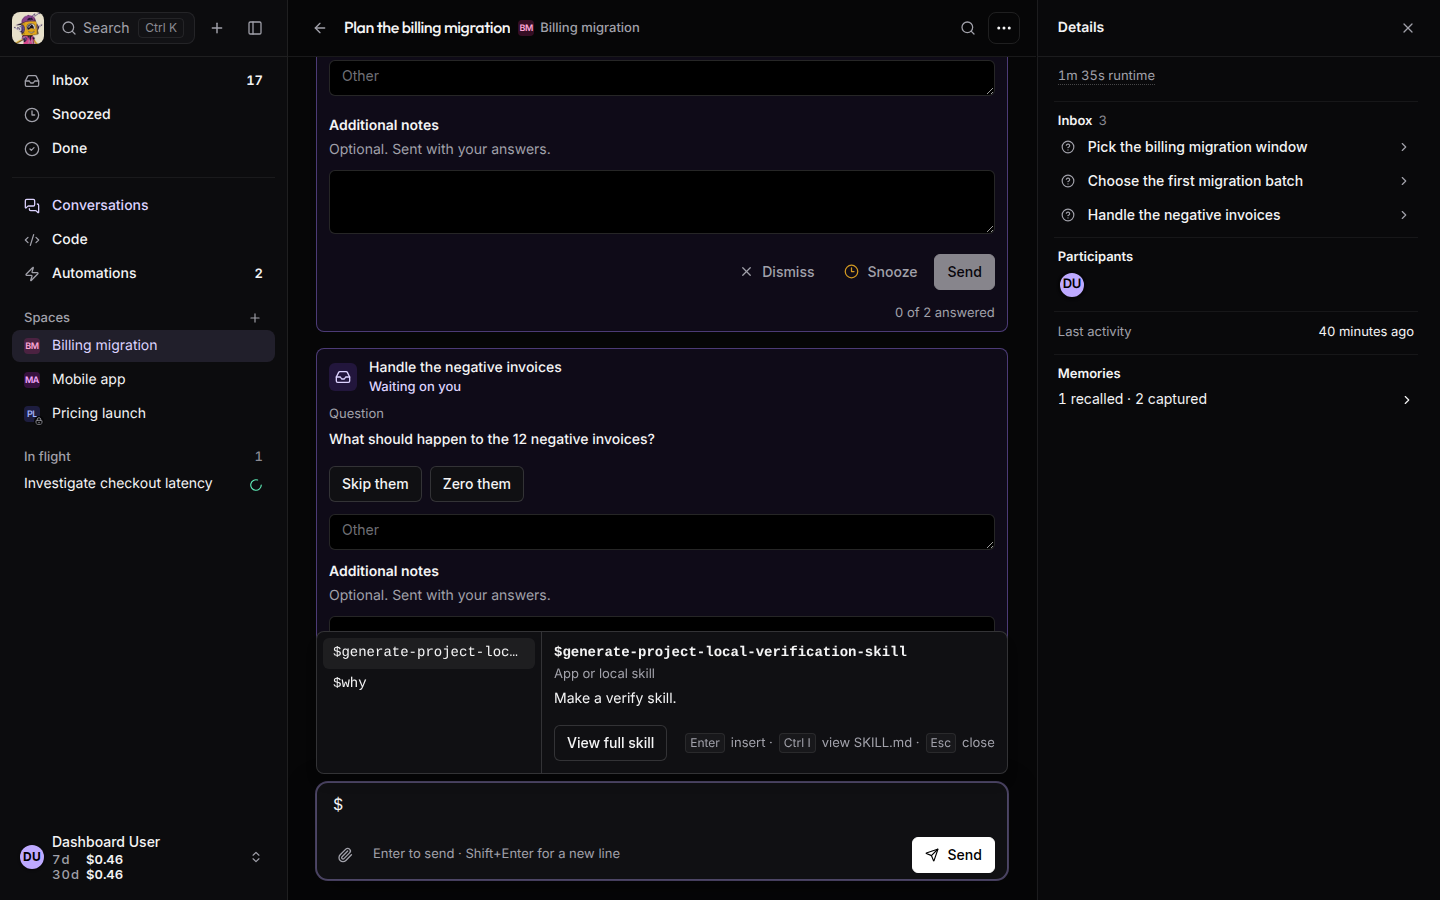 Search Ctrl K
Inbox 17
Snoozed
Done
Conversations
Code
Automations 2
Spaces
BM Billing migration
MA Mobile app
PL Pricing launch
In flight 1
Investigate checkout latency
DU Dashboard User
7d $0.46
30d $0.46
Plan the billing migration BM Billing migration
Other
Additional notes
Optional. Sent with your answers.
Dismiss Snooze Send
0 of 2 answered
Handle the negative invoices
Waiting on you
Question
What should happen to the 12 negative invoices?
Skip them Zero them
Other
Additional notes
Optional. Sent with your answers.
$generate-project-loc…
$why
$generate-project-local-verification-skill
App or local skill
Make a verify skill.
View full skill Enter insert · Ctrl I view SKILL.md · Esc close
$
Enter to send · Shift+Enter for a new line Send
Details
1m 35s runtime
Inbox 3
Pick the billing migration window
Choose the first migration batch
Handle the negative invoices
Participants
DU
Last activity 40 minutes ago
Memories
1 recalled · 2 captured